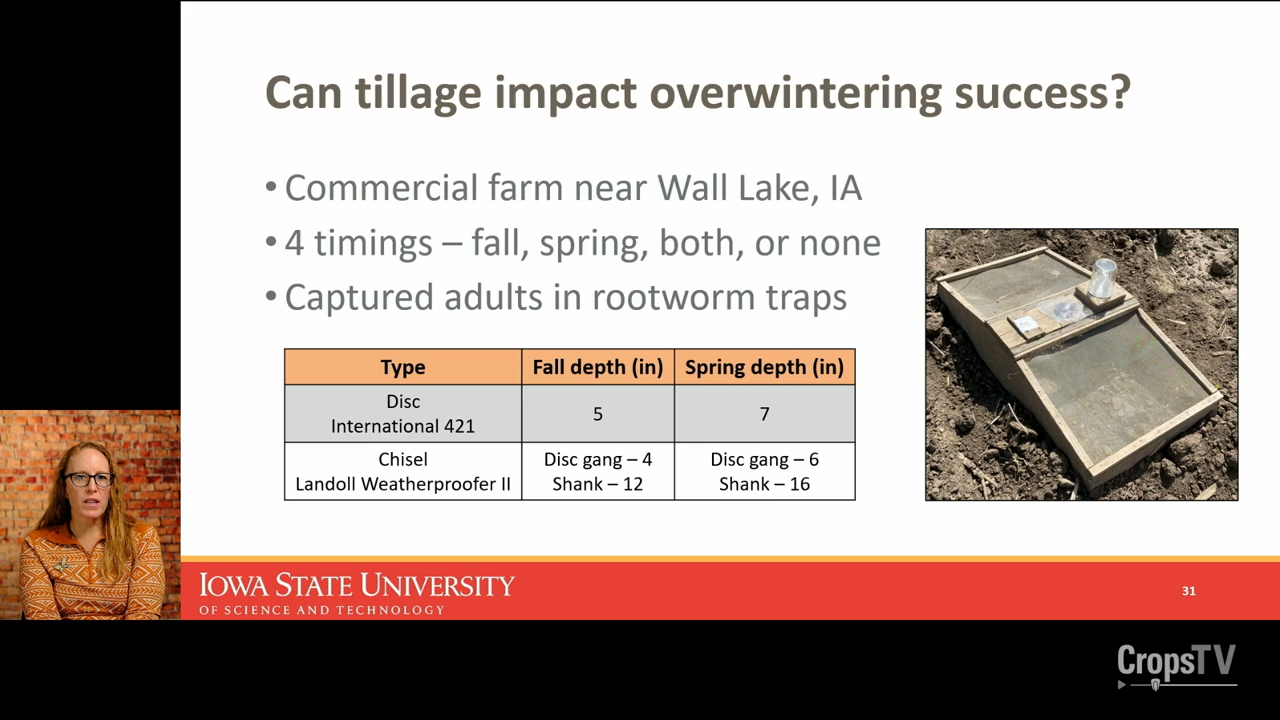 Can tillage impact overwintering success?
• Commercial farm near Wall Lake, IA
• 4 timings – fall, spring, both, or none
• Captured adults in rootworm traps
Type Fall depth (in) Spring depth (in)
Disc
International 421
5 7
Chisel
Landoll Weatherproofer II
Disc gang – 4
Shank – 12
Disc gang – 6
Shank – 16
IOWA STATE UNIVERSITY
OF SCIENCE AND TECHNOLOGY
31
CropsTV